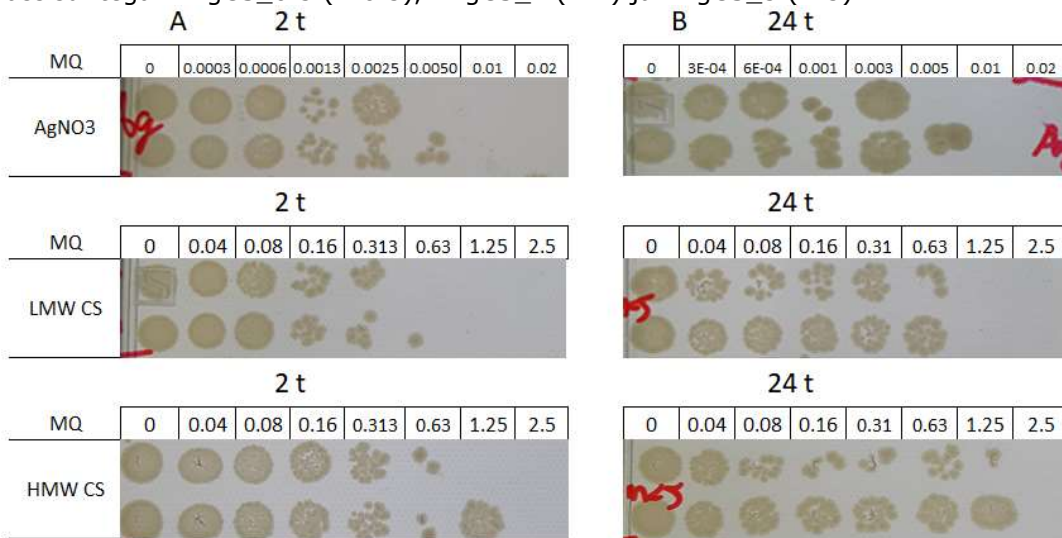 A 2 t B 24 t
MQ 0 0.0003 0.0006 0.0013 0.0025 0.0050 0.01 0.02 0 3E-04 6E-04 0.001 0.003 0.005 0.01 0.02
AgNO3
2 t 24 t
MQ 0 0.04 0.08 0.16 0.313 0.63 1.25 2.5 0 0.04 0.08 0.16 0.31 0.63 1.25 2.5
LMW CS
2 t 24 t
MQ 0 0.04 0.08 0.16 0.313 0.63 1.25 2.5 0 0.04 0.08 0.16 0.31 0.63 1.25 2.5
HMW CS